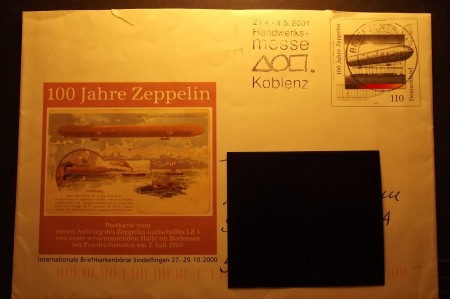 27.4 - 6.5.2001
Handwerks-
messe
Koblenz
100 Jahre Zeppelin
110
Deutschland
100 Jahre Zeppelin
Postkarte vom
ersten Aufstieg des Zeppelin-Luftschiffes LZ 1
von seiner schwimmenden Halle im Bodensee
bei Friedrichshafen am 2. Juli 1900
Internationale Briefmarkenbörse Sindelfingen 27.-29.10.2000